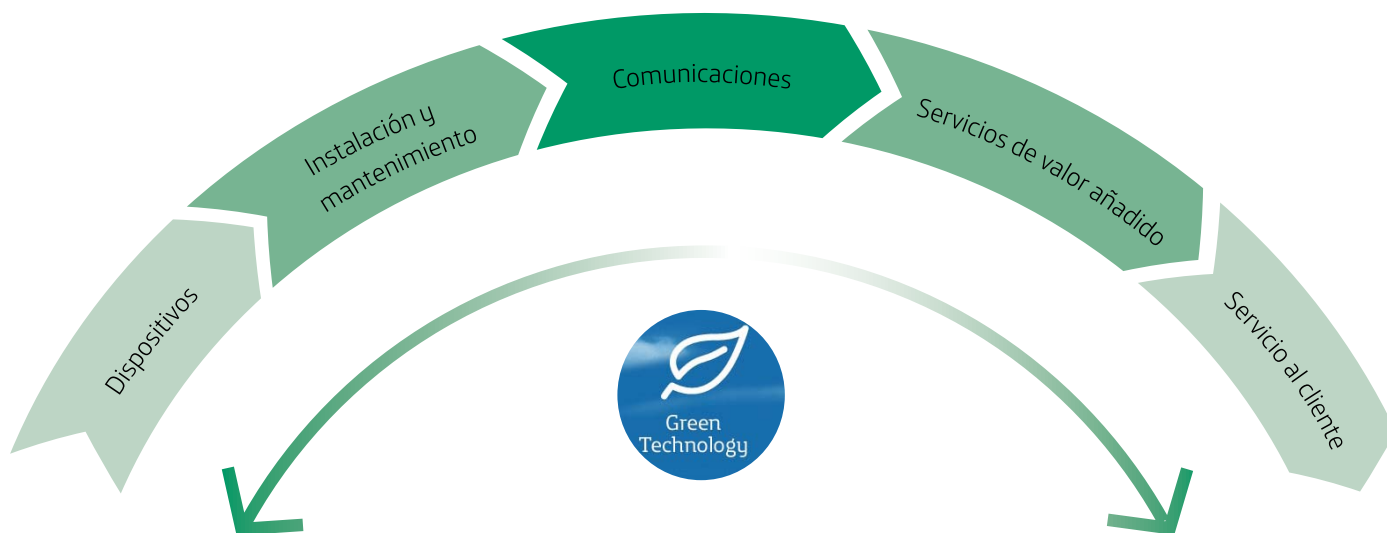 Dispositivos
Instalación y
mantenimiento
Comunicaciones
Servicios de valor añadido
Servicio al cliente
Green
Technology